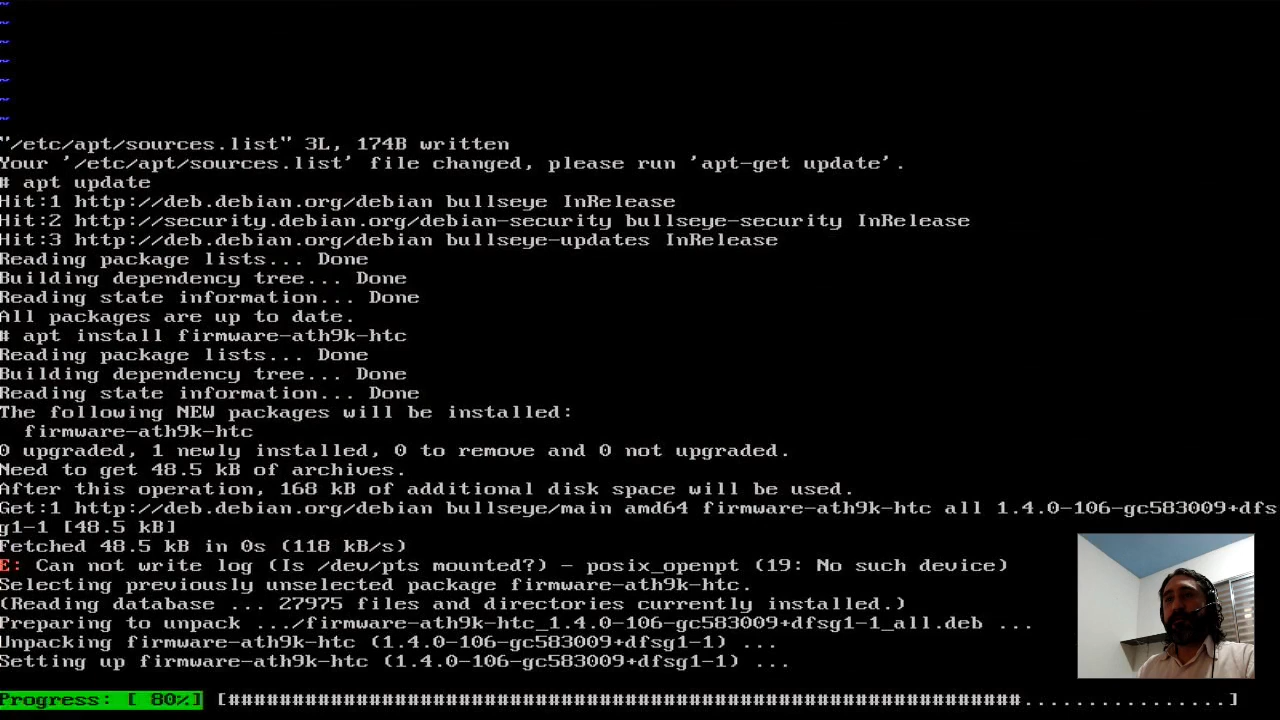 ~
~
~
~
~
~
~
"/etc/apt/sources.list" 3L, 174B written
Your '/etc/apt/sources.list' file changed, please run 'apt-get update'.
# apt update
Hit:1 http://deb.debian.org/debian bullseye InRelease
Hit:2 http://security.debian.org/debian-security bullseye-security InRelease
Hit:3 http://deb.debian.org/debian bullseye-updates InRelease
Reading package lists... Done
Building dependency tree... Done
Reading state information... Done
All packages are up to date.
# apt install firmware-ath9k-htc
Reading package lists... Done
Building dependency tree... Done
Reading state information... Done
The following NEW packages will be installed:
  firmware-ath9k-htc
0 upgraded, 1 newly installed, 0 to remove and 0 not upgraded.
Need to get 48.5 kB of archives.
After this operation, 168 kB of additional disk space will be used.
Get:1 http://deb.debian.org/debian bullseye/main amd64 firmware-ath9k-htc all 1.4.0-106-gc583009+dfs
g1-1 [48.5 kB]
Fetched 48.5 kB in 0s (118 kB/s)
E: Can not write log (Is /dev/pts mounted?) - posix_openpt (19: No such device)
Selecting previously unselected package firmware-ath9k-htc.
(Reading database ... 27975 files and directories currently installed.)
Preparing to unpack .../firmware-ath9k-htc_1.4.0-106-gc583009+dfsg1-1_all.deb ...
Unpacking firmware-ath9k-htc (1.4.0-106-gc583009+dfsg1-1) ...
Setting up firmware-ath9k-htc (1.4.0-106-gc583009+dfsg1-1) ...
Progress: [ 80%] [##############################################################................]